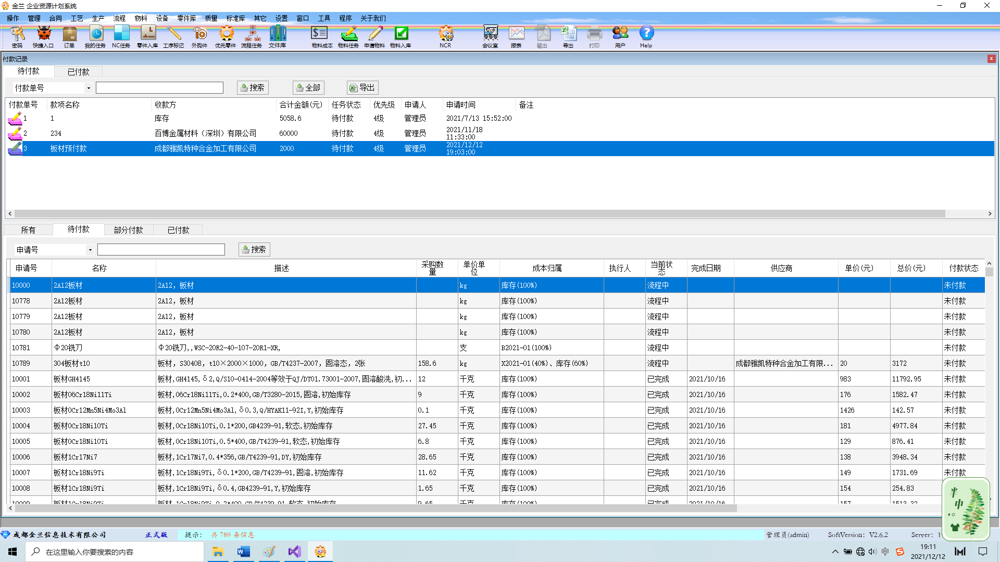 金兰 企业资源计划系统
操作 管理 合同 工艺 生产 流程 物料 设备 零件库 质量 标准库 其它 设置 窗口 工具 程序 关于我们
密码 快捷入口 订单 我的任务 NC任务 零件入库 工序标记 外购件 优先零件 流程任务 文件库 物料成本 物料任务 申请物料 物料入库 NCR 会议室 报表 输出 导出 打印 用户 Help
付款记录
待付款 已付款
付款单号 搜索 全部 导出
付款单号 款项名称 收款方 合计金额(元) 任务状态 优先级 申请人 申请时间 备注
1 1 库存 5058.6 待付款 4级 管理员 2021/7/13 15:52:00
2 234 百博金属材料（深圳）有限公司 60000 待付款 4级 管理员 2021/11/18 11:33:00
3 板材预付款 成都雅凯特种合金加工有限公司 2000 待付款 4级 管理员 2021/12/12 19:03:00
所有 待付款 部分付款 已付款
申请号 搜索
申请号 名称 描述 采购数量 单价单位 成本归属 执行人 当前状态 完成日期 供应商 单价(元) 总价(元) 付款状态
10000 2A12板材 2A12，板材 kg 库存(100%) 流程中 未付款
10778 2A12板材 2A12，板材 kg 库存(100%) 流程中 未付款
10779 2A12板材 2A12，板材 kg 库存(100%) 流程中 未付款
10780 2A12板材 2A12，板材 kg 库存(100%) 流程中 未付款
10781 Φ20铣刀 Φ20铣刀,,WSC-20R2-40-107-20R1-XR, 支 B2021-01(100%) 流程中 未付款
10789 304板材t10 板材，S30408，t10×2000×1000，GB/T4237-2007，固溶态，2张 158.6 kg X2021-01(40%)、库存(60%) 流程中 成都雅凯特种合金加工有限... 20 3172 未付款
10001 板材GH4145 板材,GH4145,δ2,Q/S10-0414-2004等效于QJ/DT01.73001-2007,固溶酸洗,初... 12 千克 库存(100%) 已完成 2021/10/16 983 11792.95 未付款
10002 板材06Cr18Ni11Ti 板材,06Cr18Ni11Ti,0.2*400,GB/T3280-2015,固溶,初始库存 9 千克 库存(100%) 已完成 2021/10/16 176 1582.47 未付款
10003 板材0Cr12Mn5Ni4Mo3Al 板材,0Cr12Mn5Ni4Mo3Al,δ0.3,Q/HYAK11-92I,Y,初始库存 0.1 千克 库存(100%) 已完成 2021/10/16 1426 142.57 未付款
10004 板材0Cr18Ni10Ti 板材,0Cr18Ni10Ti,0.1*200,GB4239-91,软态,初始库存 27.45 千克 库存(100%) 已完成 2021/10/16 181 4977.84 未付款
10005 板材0Cr18Ni10Ti 板材,0Cr18Ni10Ti,0.5*400,GB/T4239-91,软态,初始库存 6.8 千克 库存(100%) 已完成 2021/10/16 129 876.41 未付款
10006 板材1Cr17Ni7 板材,1Cr17Ni7,0.4*356,GB/T4239-91,DY,初始库存 28.65 千克 库存(100%) 已完成 2021/10/16 138 3948.34 未付款
10007 板材1Cr18Ni9Ti 板材,1Cr18Ni9Ti,δ0.1*200,GB/T4239-91,固溶,初始库存 11.62 千克 库存(100%) 已完成 2021/10/16 149 1731.69 未付款
10008 板材1Cr18Ni9Ti 板材,1Cr18Ni9Ti,δ0.4,GB4239-91,Y,初始库存 1.65 千克 库存(100%) 已完成 2021/10/16 154 254.83
10009 板材1Cr18Ni9Ti 板材,1Cr18Ni9Ti,0.2*400,GB/T4239-91,软态,初始库存 9.65 千克 库存(100%) 已完成 2021/10/16 157
半
中
成都金兰信息技术有限公司 正式版 提示： 共 789 条信息 管理员(admin) SoftVersion：V2.6.2 Server：
在这里输入你要搜索的内容 中 19:11
2021/12/12